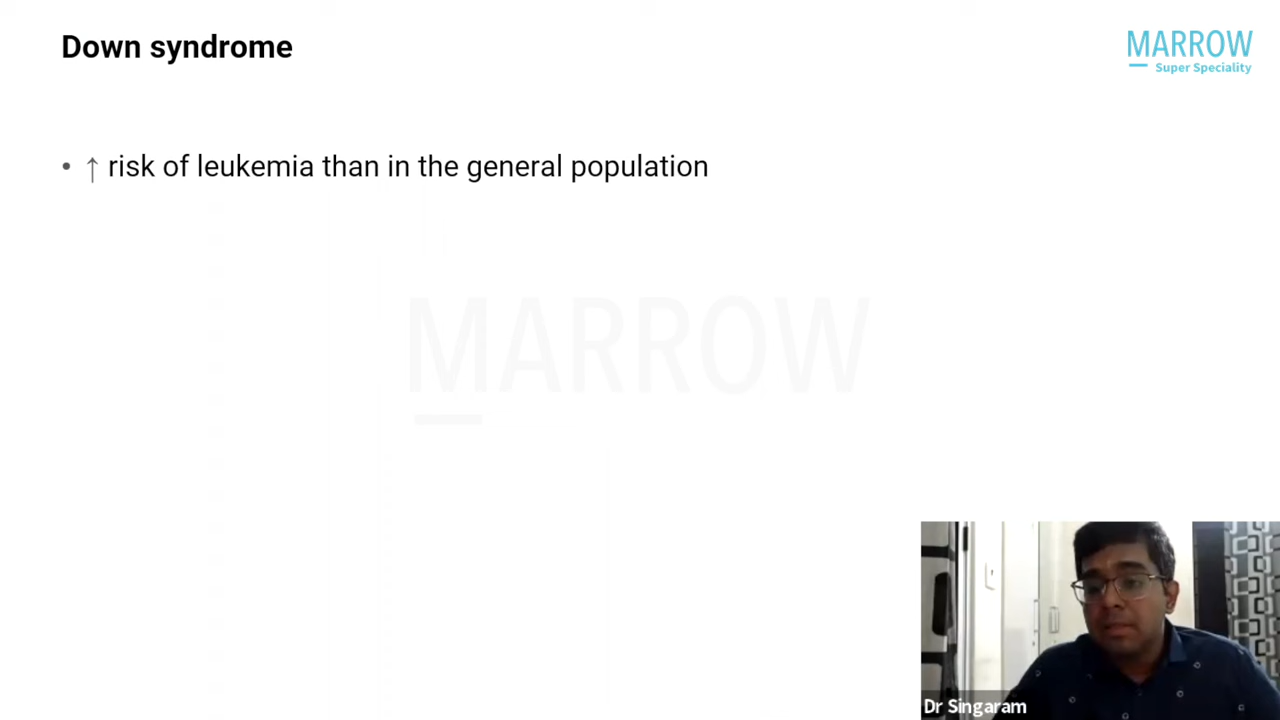 Down syndrome
MARROW
Super Speciality
• ↑ risk of leukemia than in the general population
MARROW
Dr Singaram